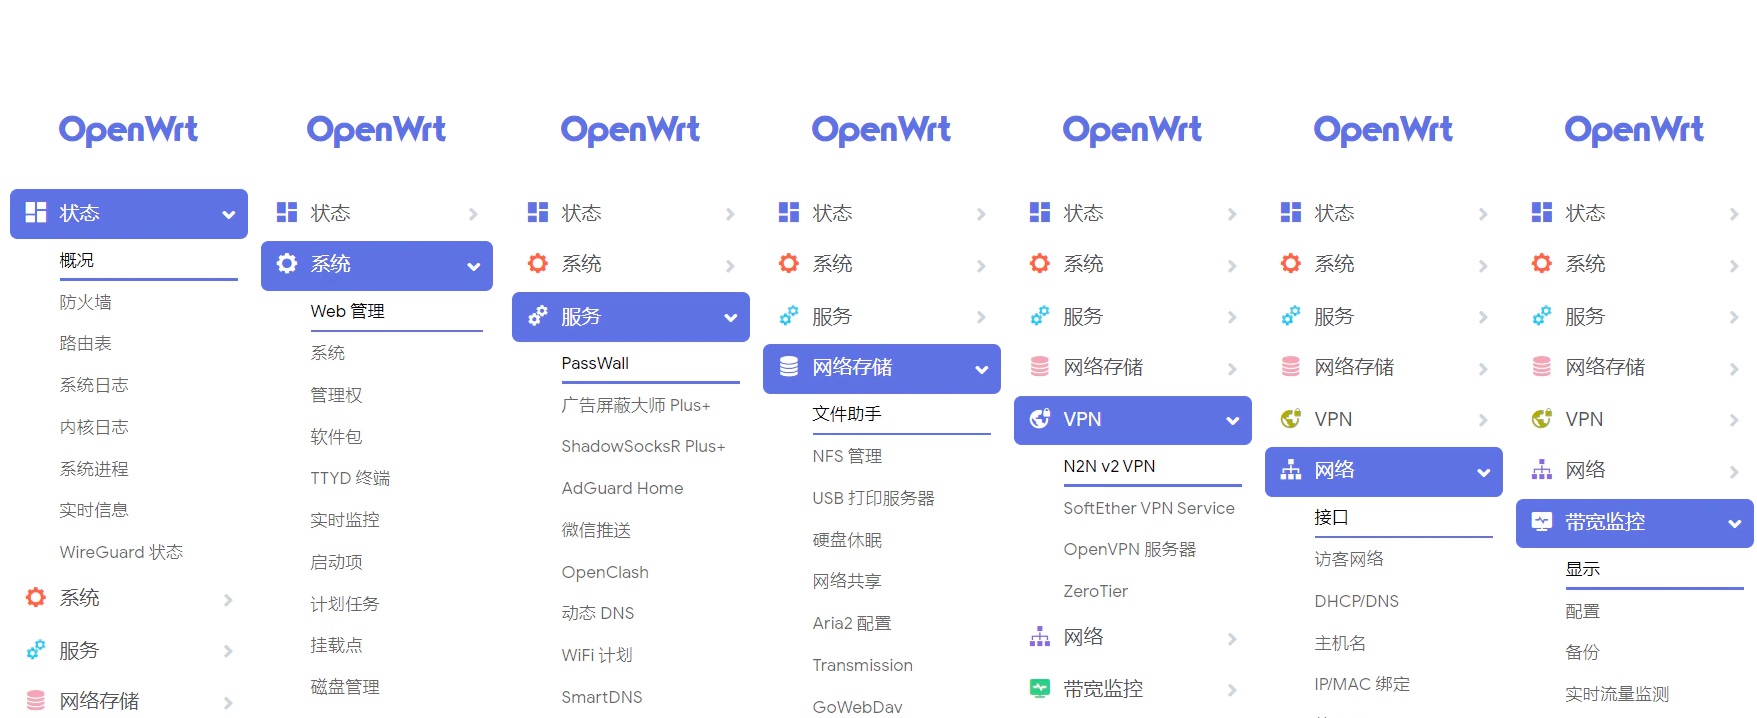 OpenWrt
状态
概况
防火墙
路由表
系统日志
内核日志
系统进程
实时信息
WireGuard 状态
系统
服务
网络存储
OpenWrt
状态
系统
Web 管理
系统
管理权
软件包
TTYD 终端
实时监控
启动项
计划任务
挂载点
磁盘管理
OpenWrt
状态
系统
服务
PassWall
广告屏蔽大师 Plus+
ShadowSocksR Plus+
AdGuard Home
微信推送
OpenClash
动态 DNS
WiFi 计划
SmartDNS
OpenWrt
状态
系统
服务
网络存储
文件助手
NFS 管理
USB 打印服务器
硬盘休眠
网络共享
Aria2 配置
Transmission
GoWebDav
OpenWrt
状态
系统
服务
网络存储
VPN
N2N v2 VPN
SoftEther VPN Service
OpenVPN 服务器
ZeroTier
网络
带宽监控
OpenWrt
状态
系统
服务
网络存储
VPN
网络
接口
访客网络
DHCP/DNS
主机名
IP/MAC 绑定
OpenWrt
状态
系统
服务
网络存储
VPN
网络
带宽监控
显示
配置
备份
实时流量监测